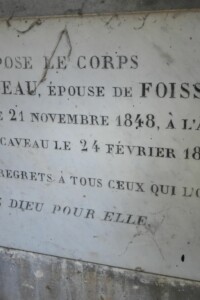 POSE LE CORPS
EAU, ÉPOUSE DE FOISS
E 21 NOVEMBRE 1848, À L'A
CAVEAU LE 24 FÉVRIER 18
REGRETS À TOUS CEUX QUI L'O
DIEU POUR ELLE.